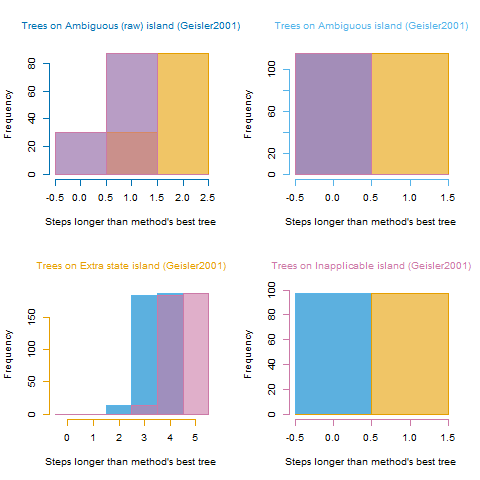 Trees on Ambiguous (raw) island (Geisler2001)
Frequency
80
60
40
20
0
-0.5 0.0 0.5 1.0 1.5 2.0 2.5
Steps longer than method's best tree
Trees on Ambiguous island (Geisler2001)
Frequency
100
60
20
0
-0.5 0.0 0.5 1.0 1.5
Steps longer than method's best tree
Trees on Extra state island (Geisler2001)
Frequency
150
100
50
0
0 1 2 3 4 5
Steps longer than method's best tree
Trees on Inapplicable island (Geisler2001)
Frequency
100
80
60
40
20
0
-0.5 0.0 0.5 1.0 1.5
Steps longer than method's best tree